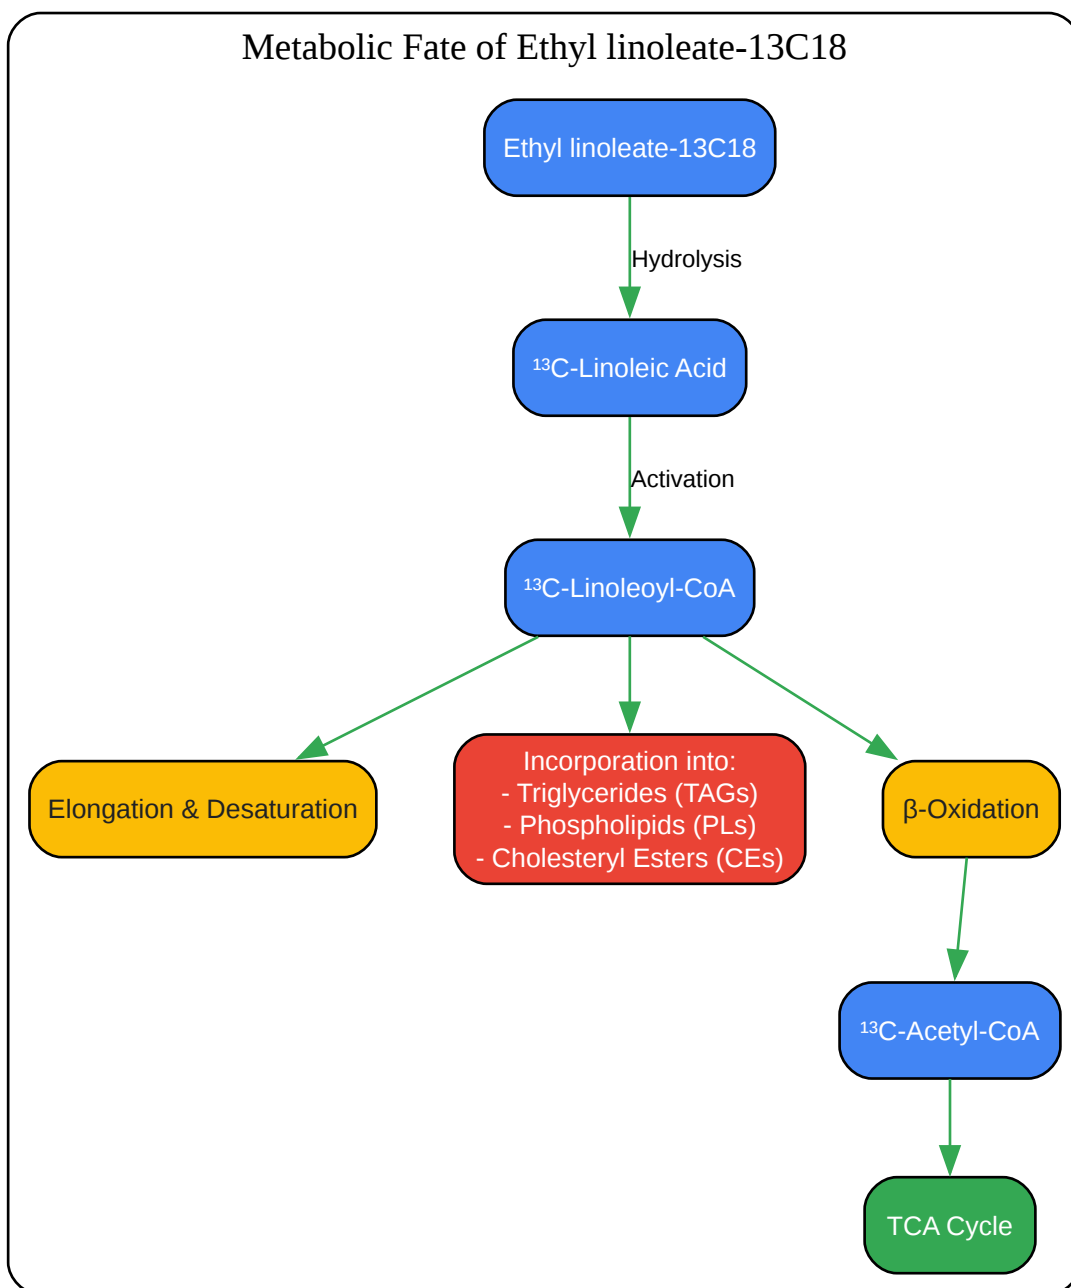 Metabolic Fate of Ethyl linoleate-13C18
Ethyl linoleate-13C18
Hydrolysis
¹³C-Linoleic Acid
Activation
¹³C-Linoleoyl-CoA
Elongation & Desaturation
Incorporation into:
- Triglycerides (TAGs)
- Phospholipids (PLs)
- Cholesteryl Esters (CEs)
β-Oxidation
¹³C-Acetyl-CoA
TCA Cycle